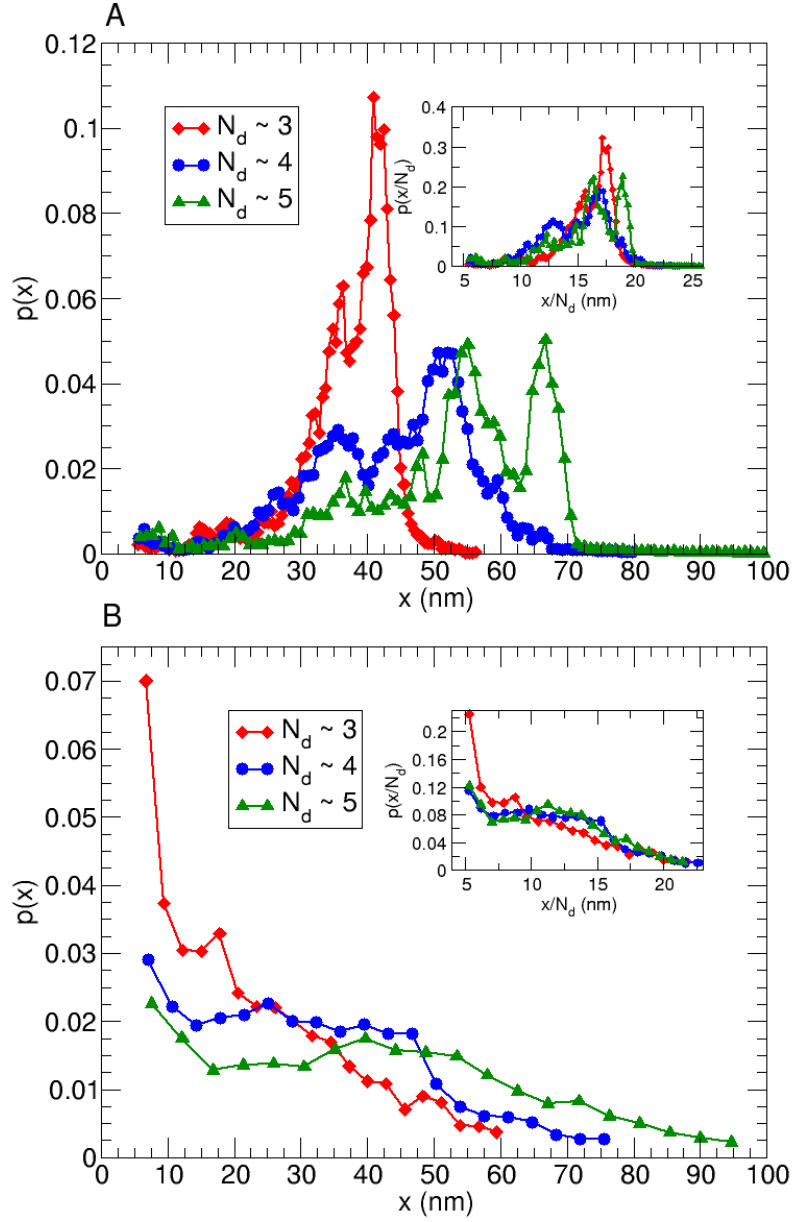 A
0.12
0.1
0.08
0.06
0.04
0.02
0
p(x)
N_d ~ 3
N_d ~ 4
N_d ~ 5
0.4
0.3
0.2
0.1
0
p(x/N_d)
5 10 15 20 25
x/N_d (nm)
0 10 20 30 40 50 60 70 80 90 100
x (nm)
B
0.07
0.06
0.05
0.04
0.03
0.02
0.01
0
p(x)
N_d ~ 3
N_d ~ 4
N_d ~ 5
0.2
0.16
0.12
0.08
0.04
0
p(x/N_d)
5 10 15 20
x/N_d (nm)
0 10 20 30 40 50 60 70 80 90 100
x (nm)